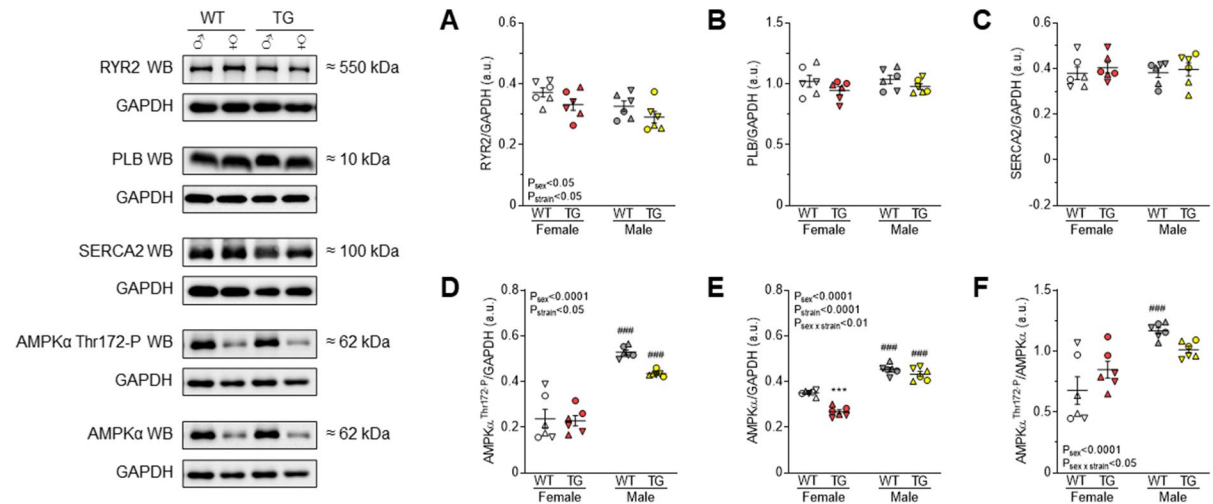 WT TG
♂ ♀ ♂ ♀
RYR2 WB ≈ 550 kDa
GAPDH
PLB WB ≈ 10 kDa
GAPDH
SERCA2 WB ≈ 100 kDa
GAPDH
AMPKα Thr172-P WB ≈ 62 kDa
GAPDH
AMPKα WB ≈ 62 kDa
GAPDH
A
RYR2/GAPDH (a.u.)
0.6
0.4
0.2
0
Psex<0.05
Pstrain<0.05
WT TG WT TG
Female Male
B
PLB/GAPDH (a.u.)
1.5
1.0
0.5
0
WT TG WT TG
Female Male
C
SERCA2/GAPDH (a.u.)
0.6
0.4
0.2
0
-0.2
WT TG WT TG
Female Male
D
AMPKα Thr172-P/GAPDH (a.u.)
0.8
0.6
0.4
0.2
0
Psex<0.0001
Pstrain<0.05
###
###
WT TG WT TG
Female Male
E
AMPKα/GAPDH (a.u.)
0.8
0.6
0.4
0.2
0
Psex<0.0001
Pstrain<0.0001
Psex x strain<0.01
***
### ###
WT TG WT TG
Female Male
F
AMPKα Thr172-P/AMPKα (a.u.)
1.5
1.0
0.5
0
###
Psex<0.0001
Psex x strain<0.05
WT TG WT TG
Female Male